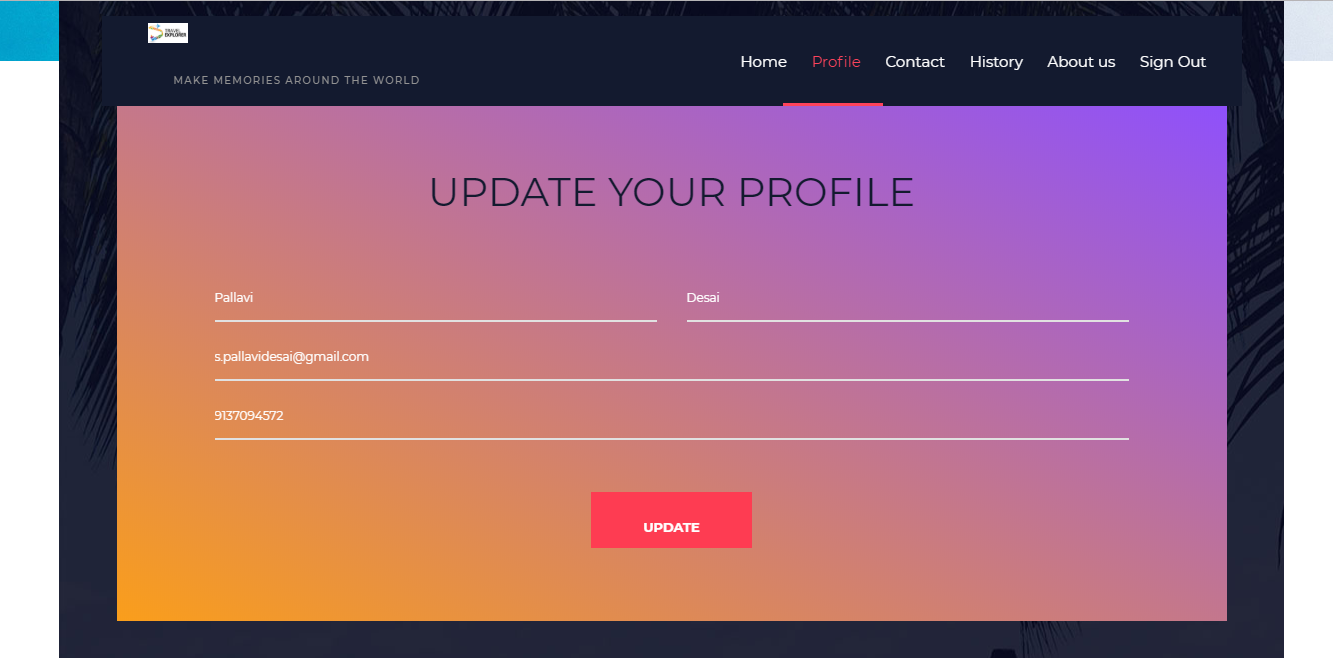 TRAVEL
EXPLORER
MAKE MEMORIES AROUND THE WORLD
Home Profile Contact History About us Sign Out
UPDATE YOUR PROFILE
Pallavi Desai
s.pallavidesai@gmail.com
9137094572
UPDATE